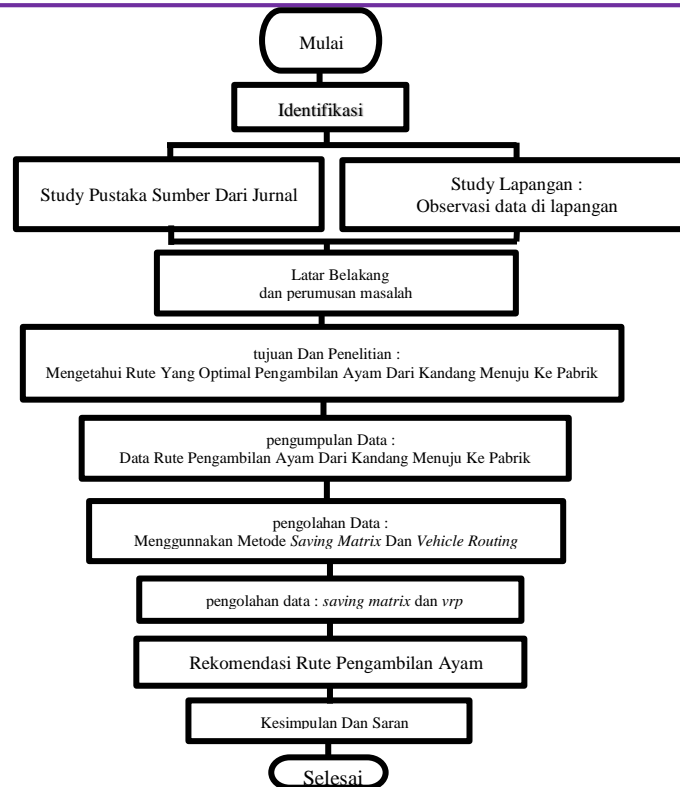 Mulai
Identifikasi
Study Pustaka Sumber Dari Jurnal
Study Lapangan :
Observasi data di lapangan
Latar Belakang
dan perumusan masalah
tujuan Dan Penelitian :
Mengetahui Rute Yang Optimal Pengambilan Ayam Dari Kandang Menuju Ke Pabrik
pengumpulan Data :
Data Rute Pengambilan Ayam Dari Kandang Menuju Ke Pabrik
pengolahan Data :
Menggunnakan Metode Saving Matrix Dan Vehicle Routing
pengolahan data : saving matrix dan vrp
Rekomendasi Rute Pengambilan Ayam
Kesimpulan Dan Saran
Selesai